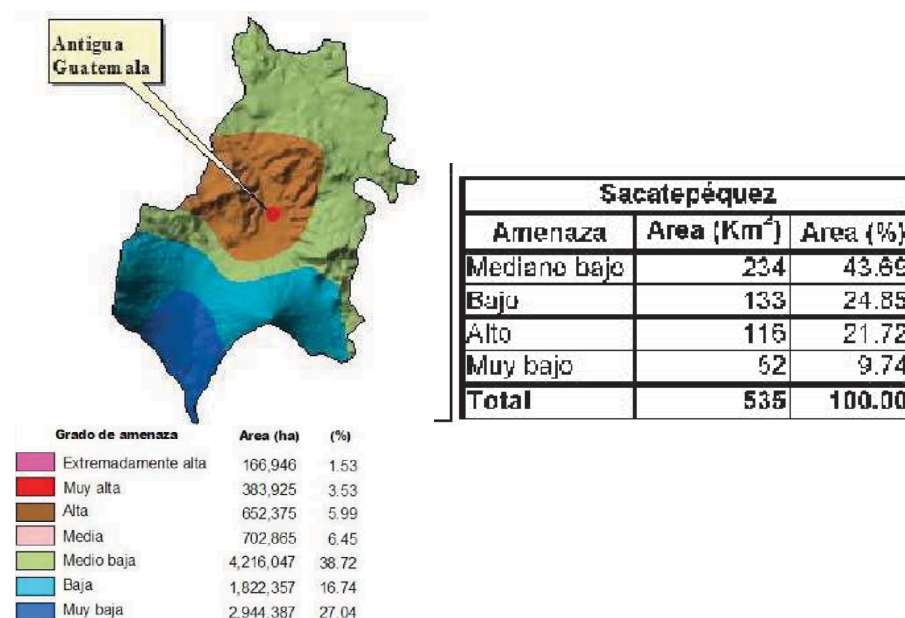 Antigua
Guatemala
Sacatepéquez
Amenaza Area (Km²) Area (%)
Mediano bajo 234 43.69
Bajo 133 24.85
Alto 116 21.72
Muy bajo 52 9.74
Total 535 100.00
Grado de amenaza Area (ha) (%)
Extremadamente alta 166,946 1.53
Muy alta 383,925 3.53
Alta 652,375 5.99
Media 702,865 6.45
Medio baja 4,216,047 38.72
Baja 1,822,357 16.74
Muy baja 2,944,387 27.04